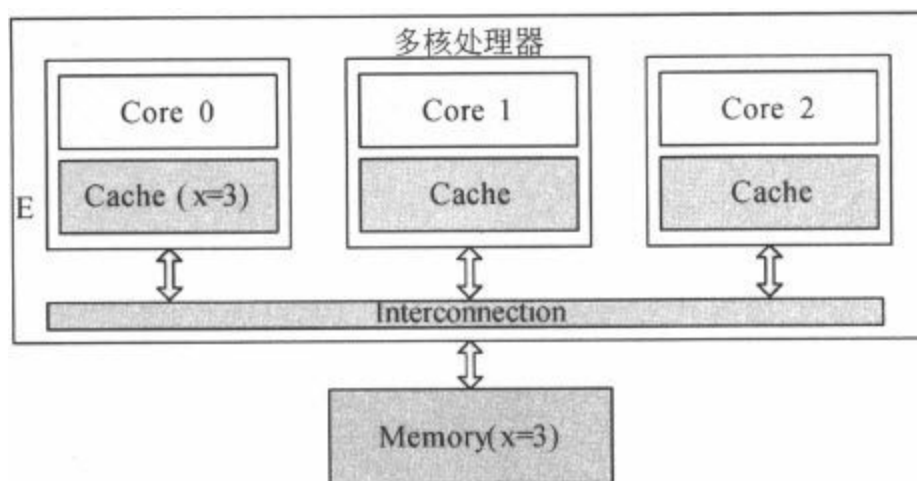 多核处理器
Core 0
Core 1
Core 2
E
Cache ( x=3)
Cache
Cache
Interconnection
Memory(x=3)